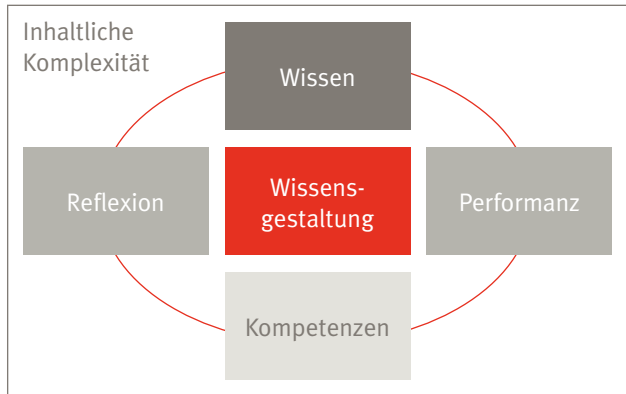 Inhaltliche
Komplexität
Wissen
Reflexion
Wissens-
gestaltung
Performanz
Kompetenzen